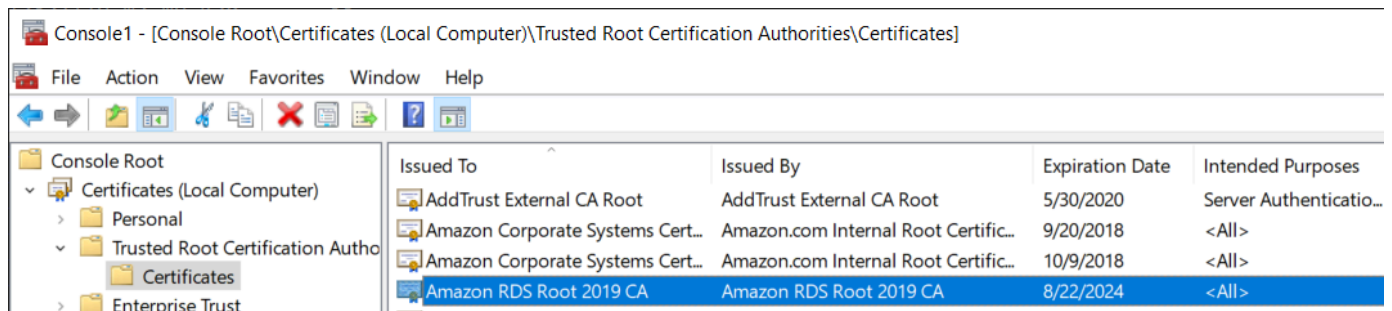 Console1 - [Console Root\Certificates (Local Computer)\Trusted Root Certification Authorities\Certificates]
File Action View Favorites Window Help
Console Root
Certificates (Local Computer)
Personal
Trusted Root Certification Autho
Certificates
Enterprise Trust
Issued To Issued By Expiration Date Intended Purposes
AddTrust External CA Root AddTrust External CA Root 5/30/2020 Server Authenticatio...
Amazon Corporate Systems Cert... Amazon.com Internal Root Certific... 9/20/2018 <All>
Amazon Corporate Systems Cert... Amazon.com Internal Root Certific... 10/9/2018 <All>
Amazon RDS Root 2019 CA Amazon RDS Root 2019 CA 8/22/2024 <All>